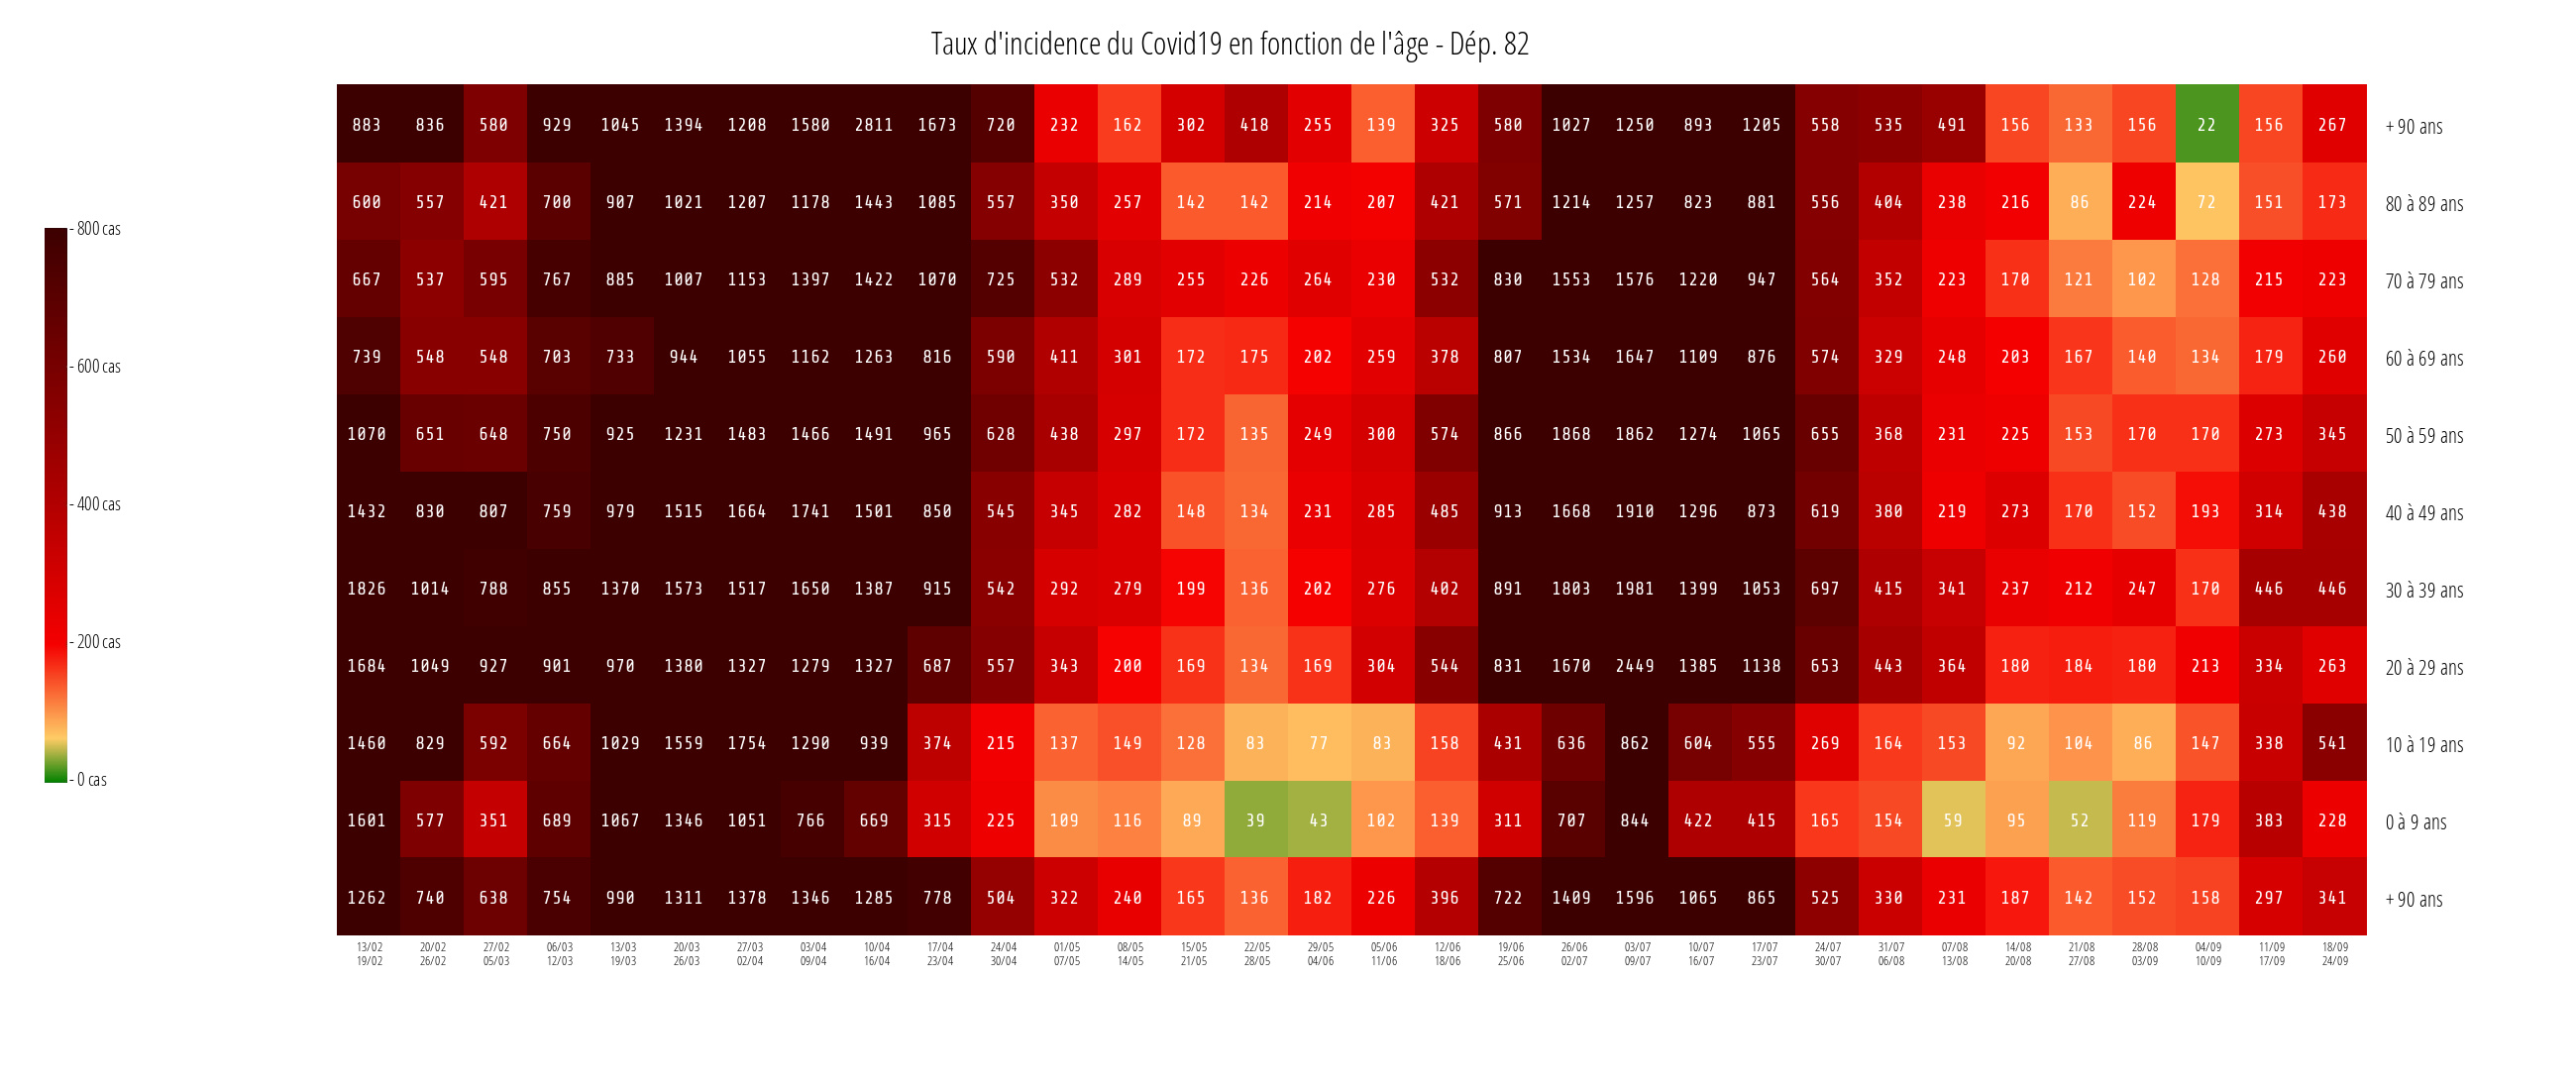 Taux d'incidence du Covid19 en fonction de l'âge - Dép. 82
- 800 cas
- 600 cas
- 400 cas
- 200 cas
- 0 cas
883 836 580 929 1045 1394 1208 1580 2811 1673 720 232 162 302 418 255 139 325 580 1027 1250 893 1205 558 535 491 156 133 156 22 156 267 + 90 ans
600 557 421 700 907 1021 1207 1178 1443 1085 557 350 257 142 142 214 207 421 571 1214 1257 823 881 556 404 238 216 86 224 72 151 173 80 à 89 ans
667 537 595 767 885 1007 1153 1397 1422 1070 725 532 289 255 226 264 230 532 830 1553 1576 1220 947 564 352 223 170 121 102 128 215 223 70 à 79 ans
739 548 548 703 733 944 1055 1162 1263 816 590 411 301 172 175 202 259 378 807 1534 1647 1109 876 574 329 248 203 167 140 134 179 260 60 à 69 ans
1070 651 648 750 925 1231 1483 1466 1491 965 628 438 297 172 135 249 300 574 866 1868 1862 1274 1065 655 368 231 225 153 170 170 273 345 50 à 59 ans
1432 830 807 759 979 1515 1664 1741 1501 850 545 345 282 148 134 231 285 485 913 1668 1910 1296 873 619 380 219 273 170 152 193 314 438 40 à 49 ans
1826 1014 788 855 1370 1573 1517 1650 1387 915 542 292 279 199 136 202 276 402 891 1803 1981 1399 1053 697 415 341 237 212 247 170 446 446 30 à 39 ans
1684 1049 927 901 970 1380 1327 1279 1327 687 557 343 200 169 134 169 304 544 831 1670 2449 1385 1138 653 443 364 180 184 180 213 334 263 20 à 29 ans
1460 829 592 664 1029 1559 1754 1290 939 374 215 137 149 128 83 77 83 158 431 636 862 604 555 269 164 153 92 104 86 147 338 541 10 à 19 ans
1601 577 351 689 1067 1346 1051 766 669 315 225 109 116 89 39 43 102 139 311 707 844 422 415 165 154 59 95 52 119 179 383 228 0 à 9 ans
1262 740 638 754 990 1311 1378 1346 1285 778 504 322 240 165 136 182 226 396 722 1409 1596 1065 865 525 330 231 187 142 152 158 297 341 + 90 ans
13/02 20/02 27/02 06/03 13/03 20/03 27/03 03/04 10/04 17/04 24/04 01/05 08/05 15/05 22/05 29/05 05/06 12/06 19/06 26/06 03/07 10/07 17/07 24/07 31/07 07/08 14/08 21/08 28/08 04/09 11/09 18/09
19/02 26/02 05/03 12/03 19/03 26/03 02/04 09/04 16/04 23/04 30/04 07/05 14/05 21/05 28/05 04/06 11/06 18/06 25/06 02/07 09/07 16/07 23/07 30/07 06/08 13/08 20/08 27/08 03/09 10/09 17/09 24/09